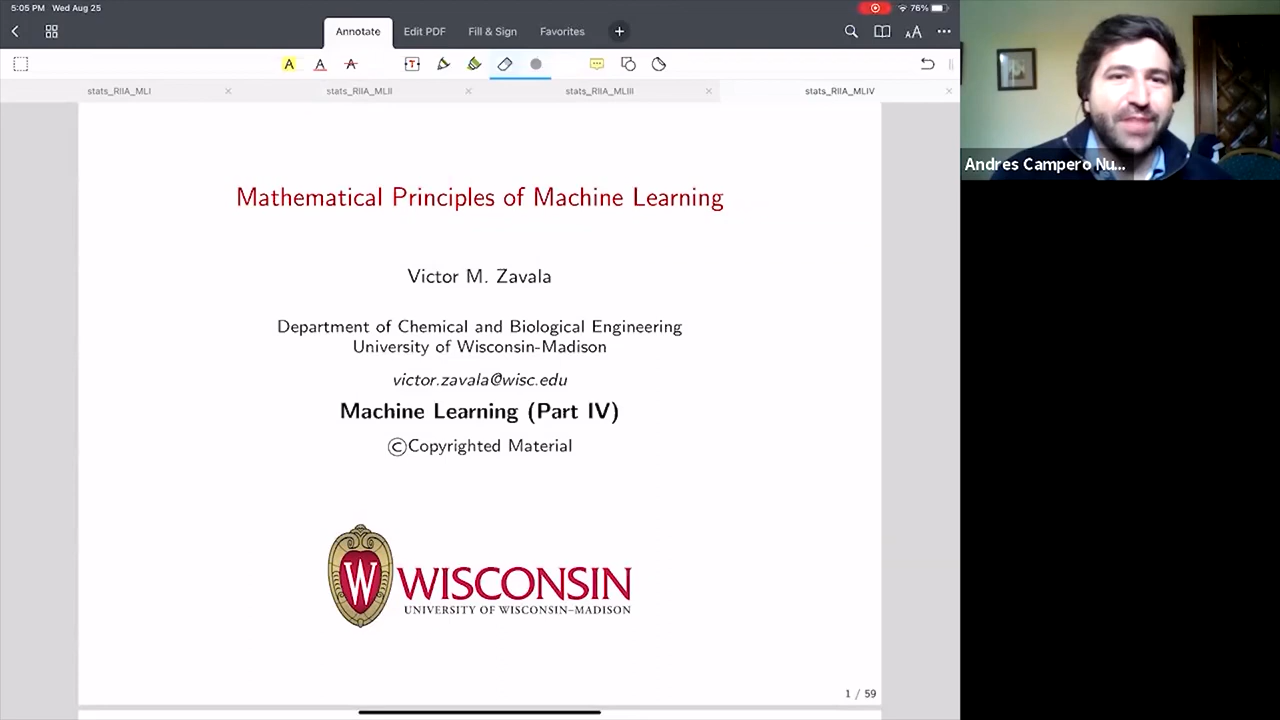 5:05 PM Wed Aug 25
76%
Annotate
Edit PDF
Fill & Sign
Favorites
stats_RIIA_MLI
stats_RIIA_MLII
stats_RIIA_MLIII
stats_RIIA_MLIV
Mathematical Principles of Machine Learning
Victor M. Zavala
Department of Chemical and Biological Engineering
University of Wisconsin-Madison
victor.zavala@wisc.edu
Machine Learning (Part IV)
©Copyrighted Material
W WISCONSIN
UNIVERSITY OF WISCONSIN–MADISON
1 / 59
Andres Campero Nu...